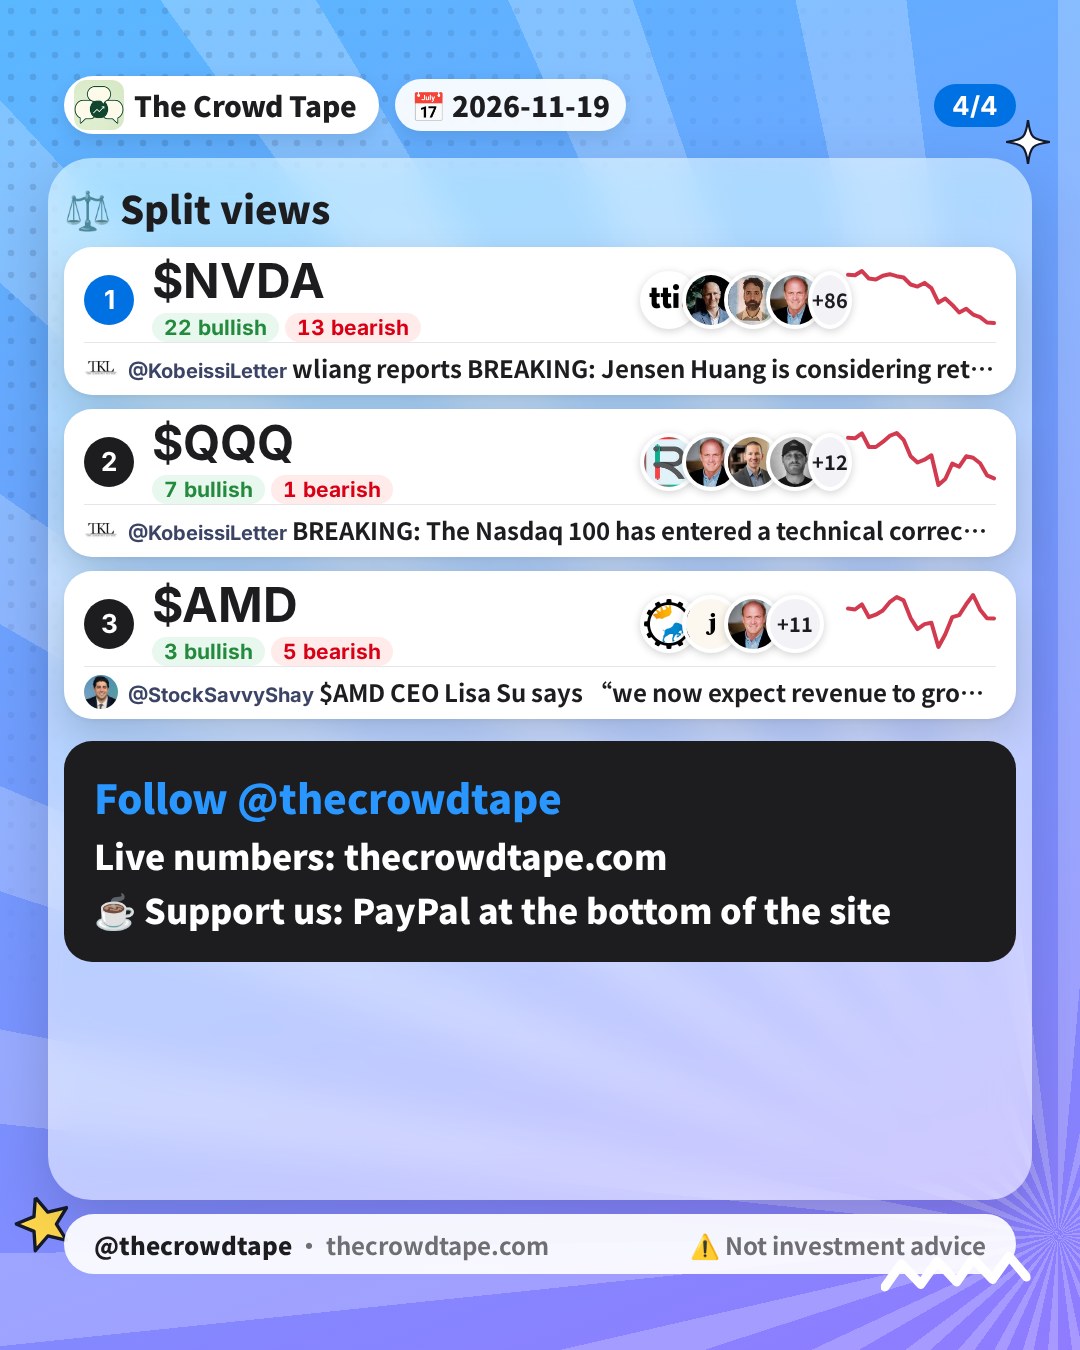 The Crowd Tape
July
17
2026-11-19
4/4
Split views
1
$NVDA
22 bullish
13 bearish
tti
+86
TKL
@KobeissiLetter wliang reports BREAKING: Jensen Huang is considering ret···
2
$QQQ
7 bullish
1 bearish
R
+12
TKL
@KobeissiLetter BREAKING: The Nasdaq 100 has entered a technical correc···
3
$AMD
3 bullish
5 bearish
j
+11
@StockSavvyShay $AMD CEO Lisa Su says “we now expect revenue to gro···
Follow @thecrowdtape
Live numbers: thecrowdtape.com
☕ Support us: PayPal at the bottom of the site
@thecrowdtape • thecrowdtape.com
⚠️ Not investment advice